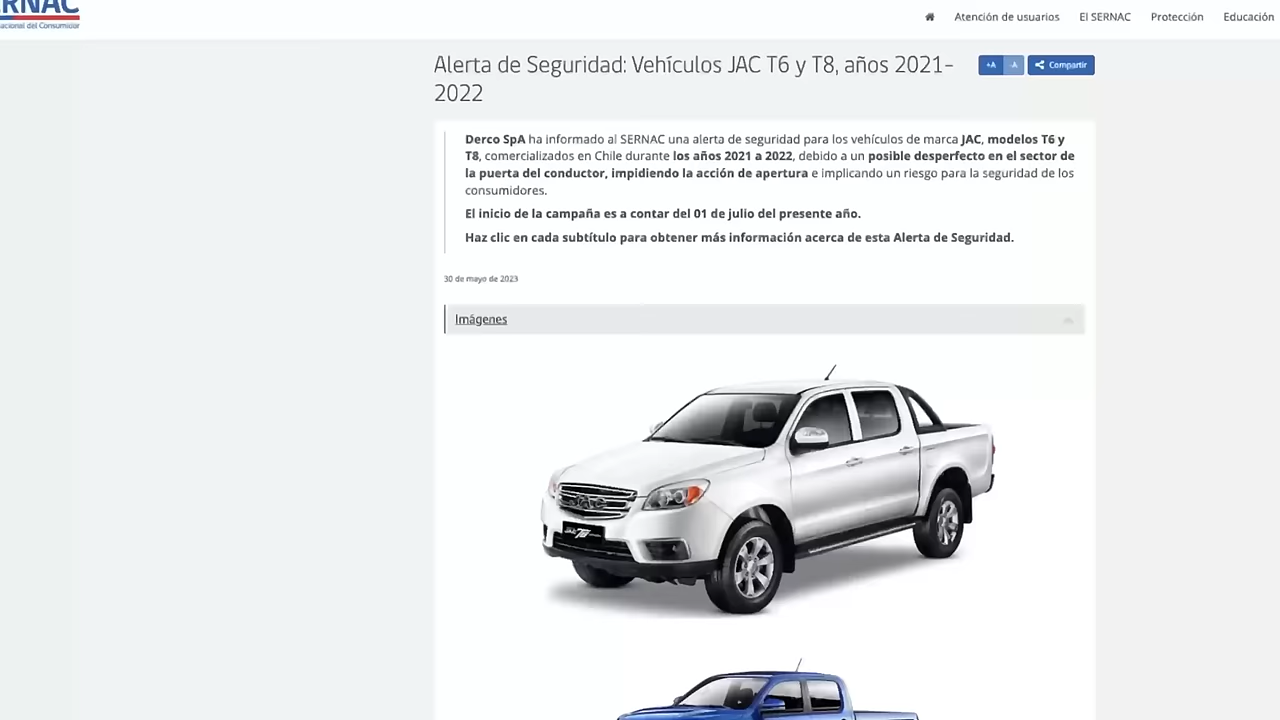 ERNAC
nacional del Consumidor
Atención de usuarios El SERNAC Protección Educación
Alerta de Seguridad: Vehículos JAC T6 y T8, años 2021-
2022
+A -A Compartir
Derco SpA ha informado al SERNAC una alerta de seguridad para los vehículos de marca JAC, modelos T6 y
T8, comercializados en Chile durante los años 2021 a 2022, debido a un posible desperfecto en el sector de
la puerta del conductor, impidiendo la acción de apertura e implicando un riesgo para la seguridad de los
consumidores.
El inicio de la campaña es a contar del 01 de julio del presente año.
Haz clic en cada subtítulo para obtener más información acerca de esta Alerta de Seguridad.
30 de mayo de 2023
Imágenes
JAC